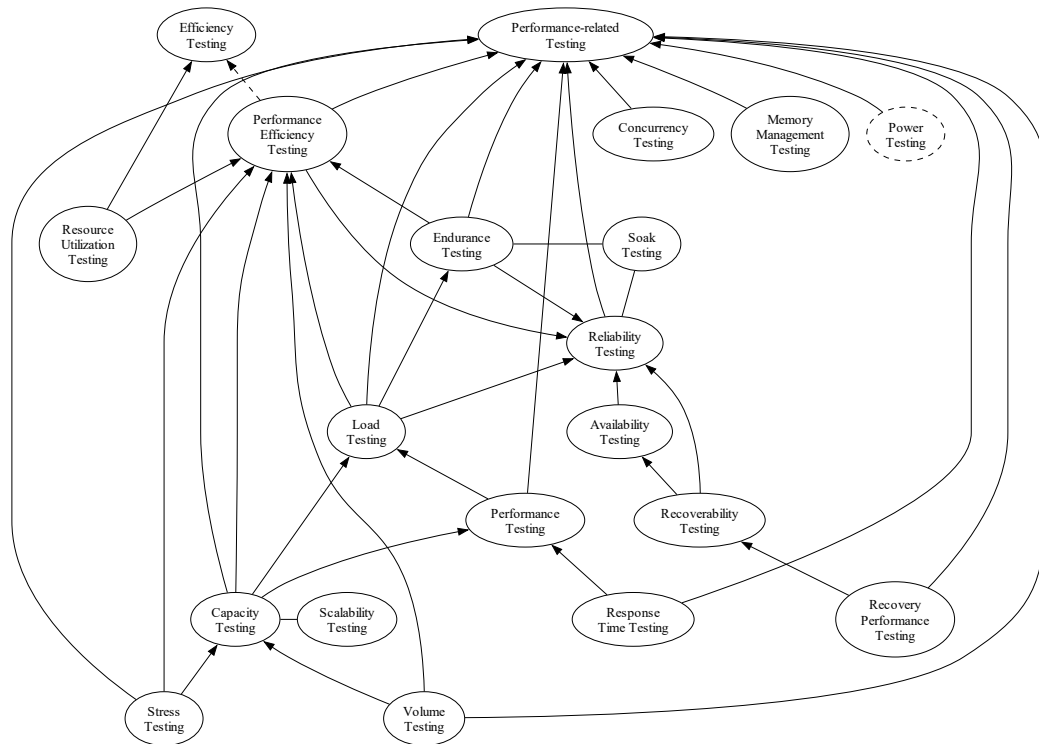 Efficiency
Testing
Performance-related
Testing
Performance
Efficiency
Testing
Concurrency
Testing
Memory
Management
Testing
Power
Testing
Resource
Utilization
Testing
Endurance
Testing
Soak
Testing
Reliability
Testing
Load
Testing
Availability
Testing
Performance
Testing
Recoverability
Testing
Capacity
Testing
Scalability
Testing
Response
Time Testing
Recovery
Performance
Testing
Stress
Testing
Volume
Testing